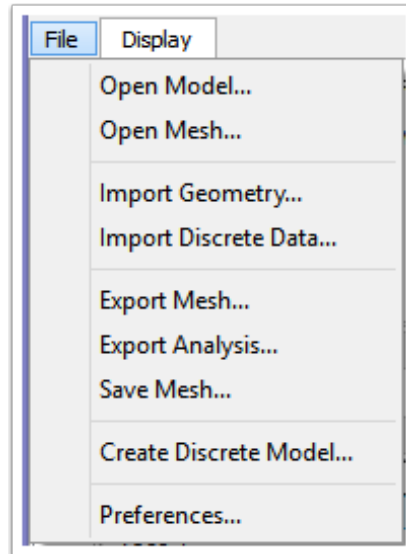 File Display
Open Model...
Open Mesh...
Import Geometry...
Import Discrete Data...
Export Mesh...
Export Analysis...
Save Mesh...
Create Discrete Model...
Preferences...